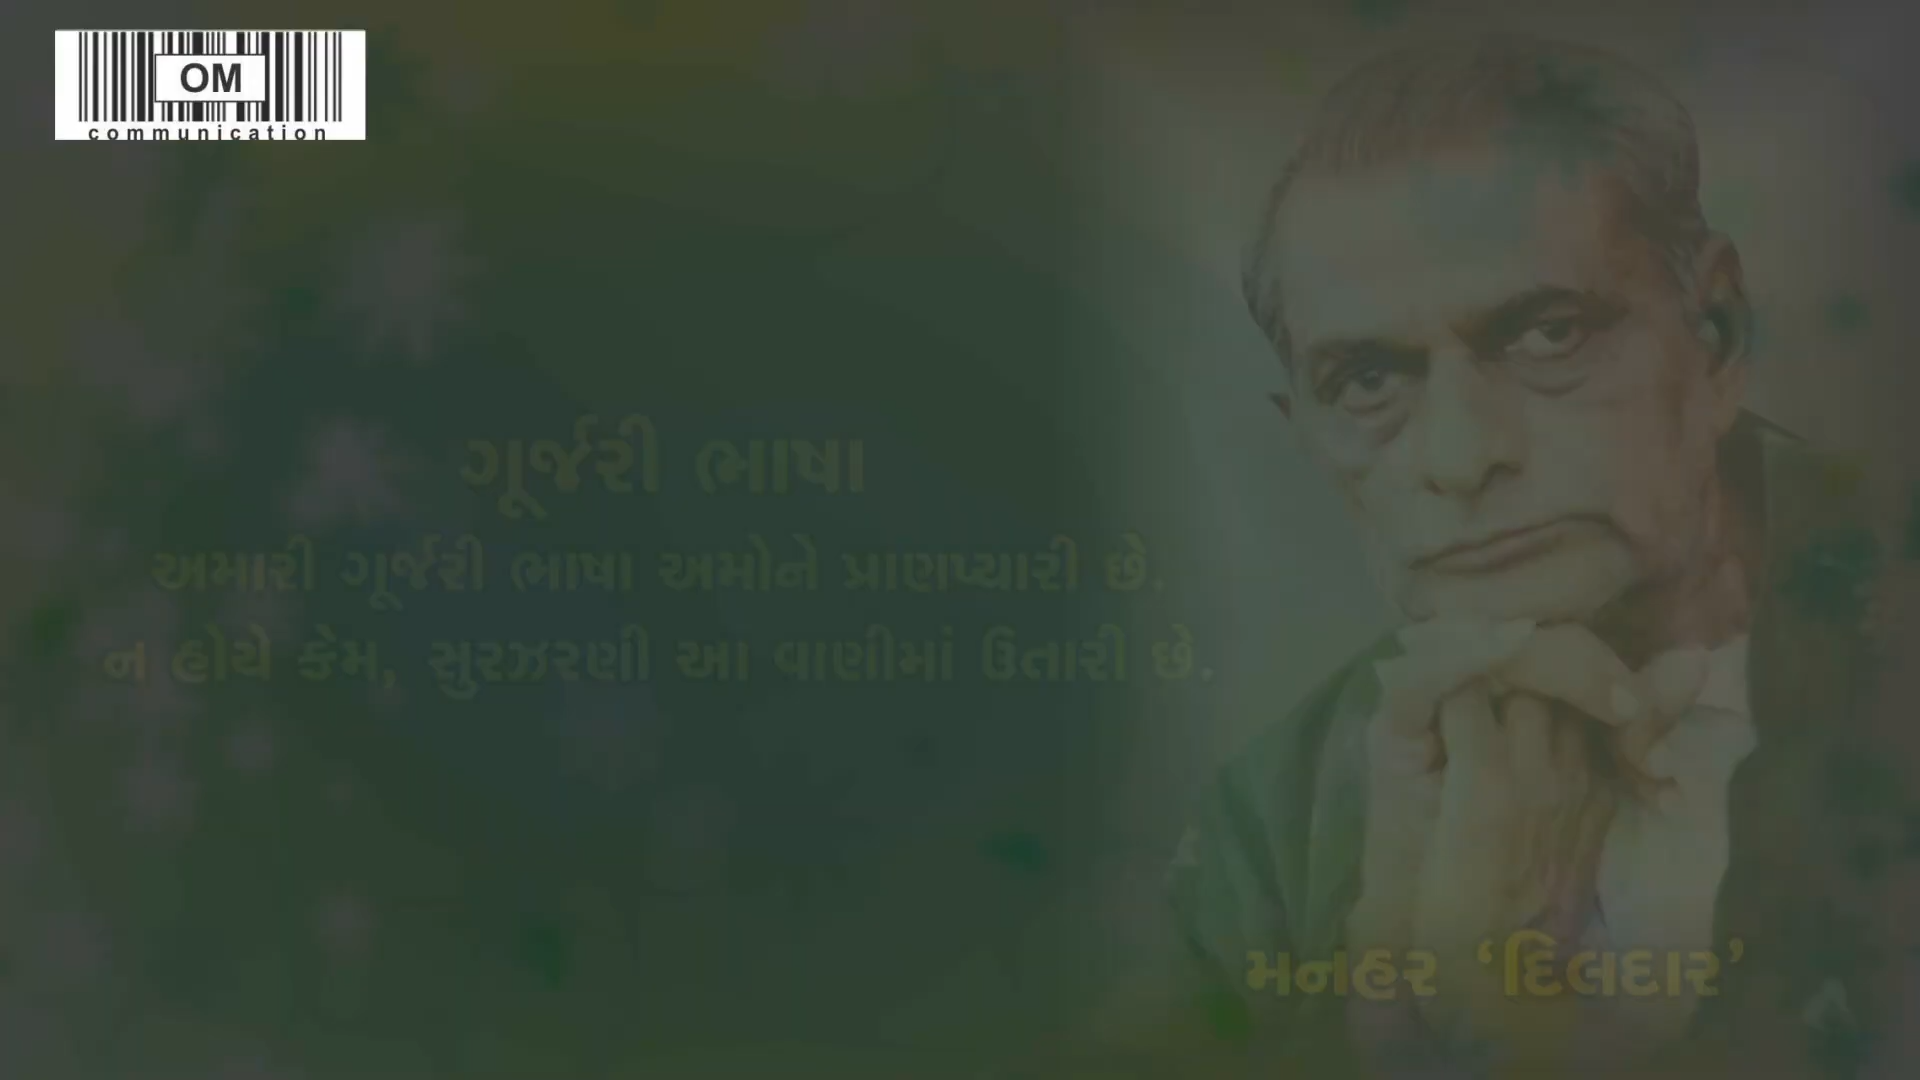 OM
communication
ગૂર્જરી ભાષા
અમારી ગૂર્જરી ભાષા અમોને પ્રાણપ્યારી છે.
ન હોયે કેમ, સુરઝરણી આ વાણીમાં ઉતારી છે.
મનહર ‘દિલદાર’